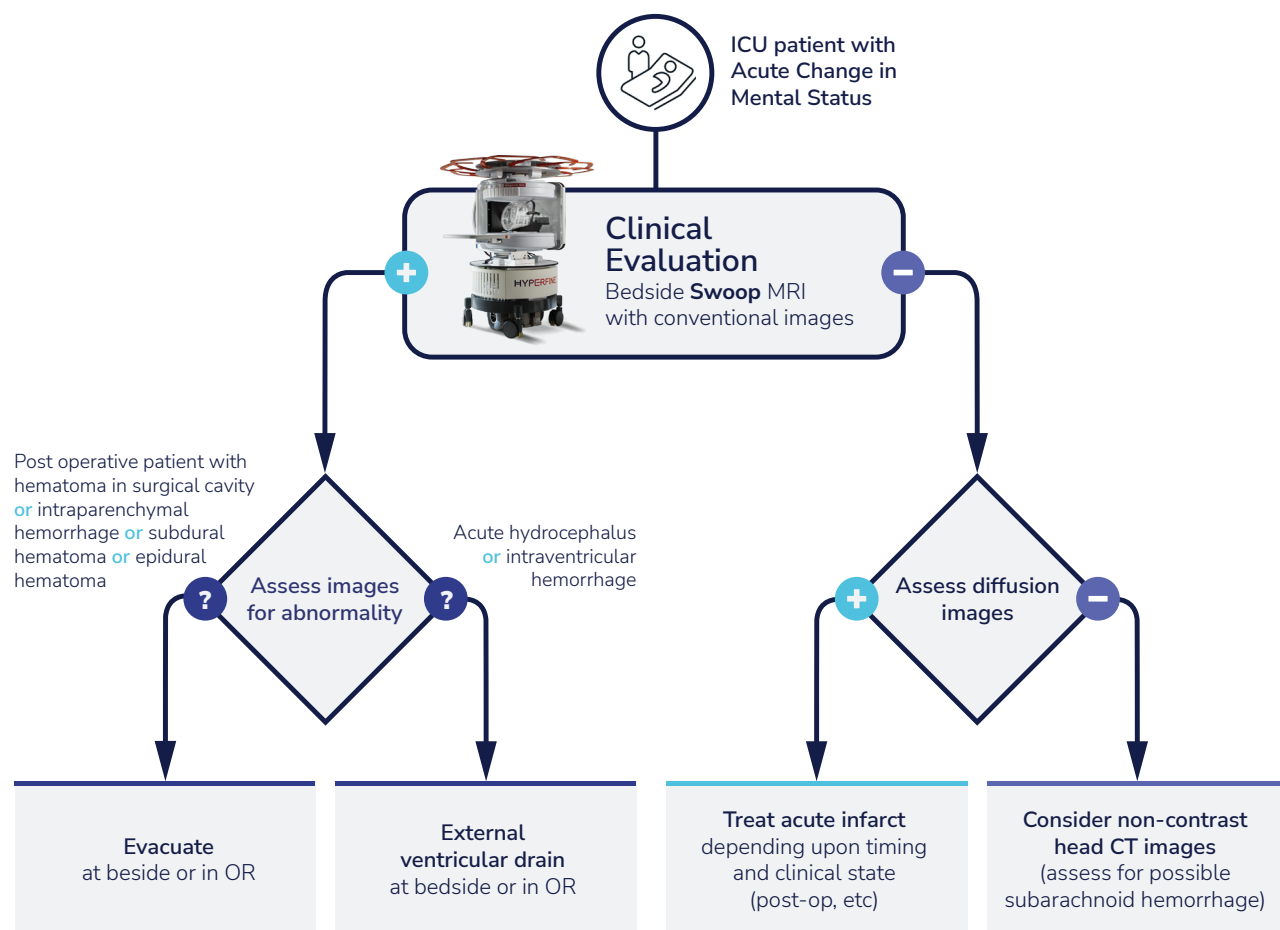 ICU patient with
Acute Change in
Mental Status
Clinical
Evaluation
Bedside Swoop MRI
with conventional images
HYPERFINE
+
−
Post operative patient with
hematoma in surgical cavity
or intraparenchymal
hemorrhage or subdural
hematoma or epidural
hematoma
Acute hydrocephalus
or intraventricular
hemorrhage
?
Assess images
for abnormality
?
+
Assess diffusion
images
−
Evacuate
at beside or in OR
External
ventricular drain
at bedside or in OR
Treat acute infarct
depending upon timing
and clinical state
(post-op, etc)
Consider non-contrast
head CT images
(assess for possible
subarachnoid hemorrhage)